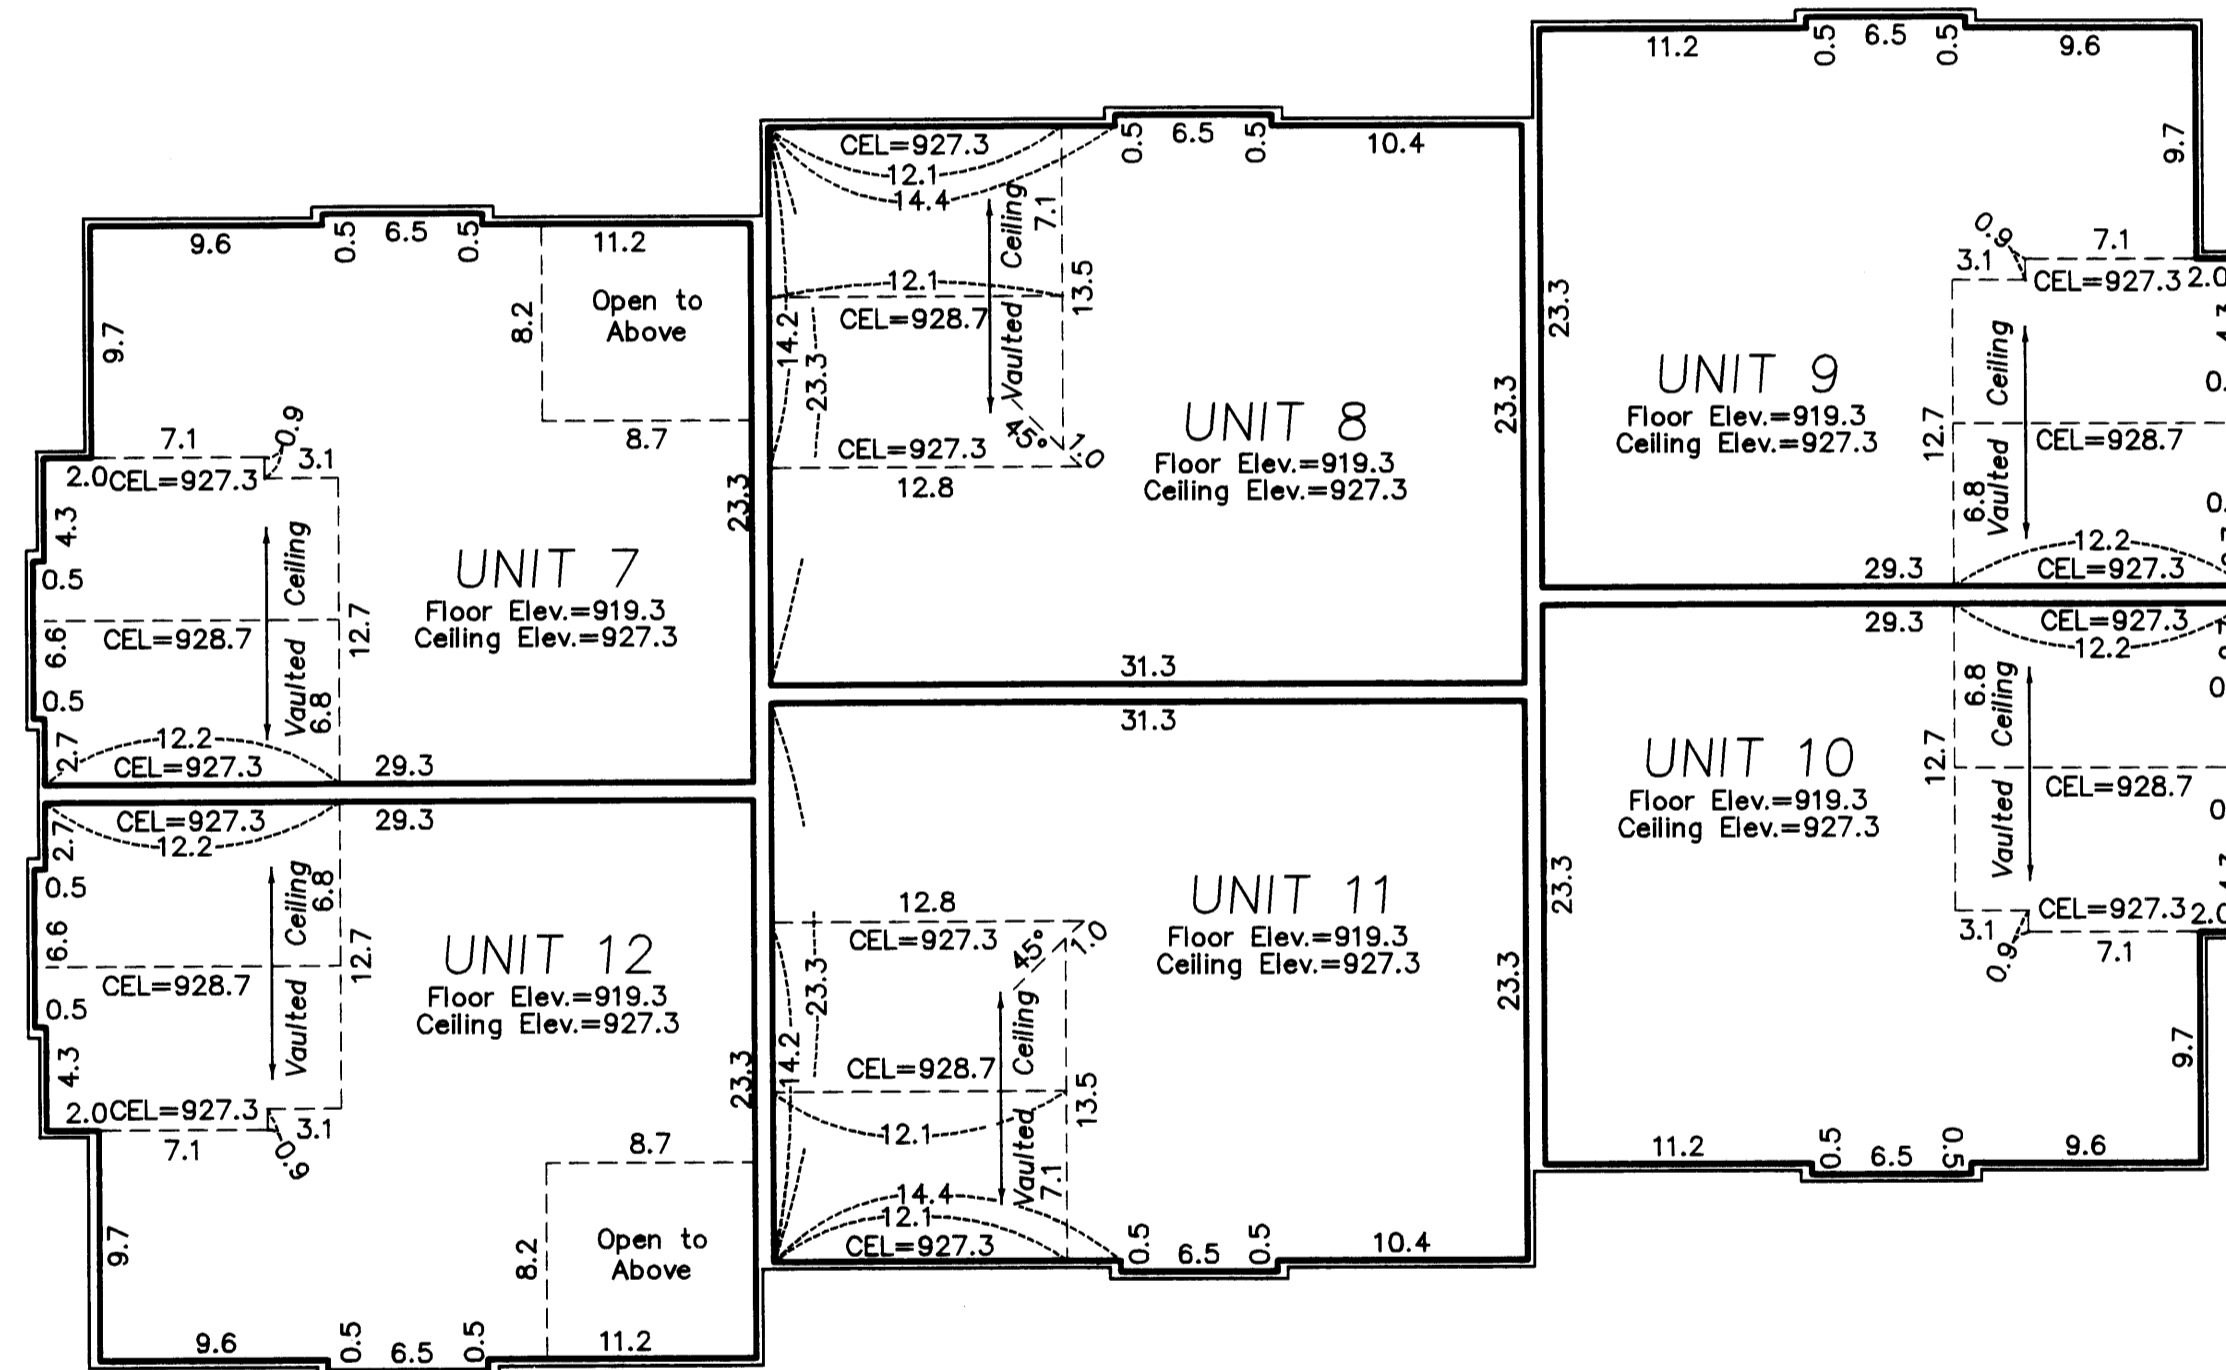 UNIT 7
Floor Elev.=919.3
Ceiling Elev.=927.3
9.6
0.5
6.5
0.5
11.2
Open to
Above
8.2
8.7
9.7
7.1
0.9
3.1
2.0
CEL=927.3
4.3
0.5
6.6
0.5
2.7
CEL=928.7
Vaulted Ceiling
12.7
6.8
12.2
CEL=927.3
29.3
23.3
UNIT 8
Floor Elev.=919.3
Ceiling Elev.=927.3
CEL=927.3
12.1
14.4
0.5
6.5
0.5
10.4
7.1
Vaulted Ceiling
12.1
CEL=928.7
13.5
14.2
23.3
CEL=927.3
12.8
45°
1.0
23.3
31.3
UNIT 9
Floor Elev.=919.3
Ceiling Elev.=927.3
11.2
0.5
6.5
0.5
9.6
9.7
0.9
7.1
3.1
CEL=927.3
2.0
23.3
Vaulted Ceiling
12.7
CEL=928.7
6.8
12.2
CEL=927.3
29.3
UNIT 10
Floor Elev.=919.3
Ceiling Elev.=927.3
29.3
CEL=927.3
12.2
6.8
Vaulted Ceiling
12.7
CEL=928.7
CEL=927.3
2.0
3.1
0.9
7.1
23.3
9.7
11.2
0.5
6.5
0.5
9.6
UNIT 11
Floor Elev.=919.3
Ceiling Elev.=927.3
31.3
12.8
CEL=927.3
45°
1.0
23.3
14.2
CEL=928.7
Vaulted Ceiling
13.5
12.1
7.1
14.4
12.1
CEL=927.3
0.5
6.5
0.5
10.4
23.3
UNIT 12
Floor Elev.=919.3
Ceiling Elev.=927.3
CEL=927.3
12.2
29.3
2.7
0.5
6.6
0.5
4.3
6.8
Vaulted Ceiling
12.7
CEL=928.7
2.0
CEL=927.3
3.1
7.1
0.9
23.3
8.7
8.2
Open to
Above
9.7
9.6
0.5
6.5
0.5
11.2